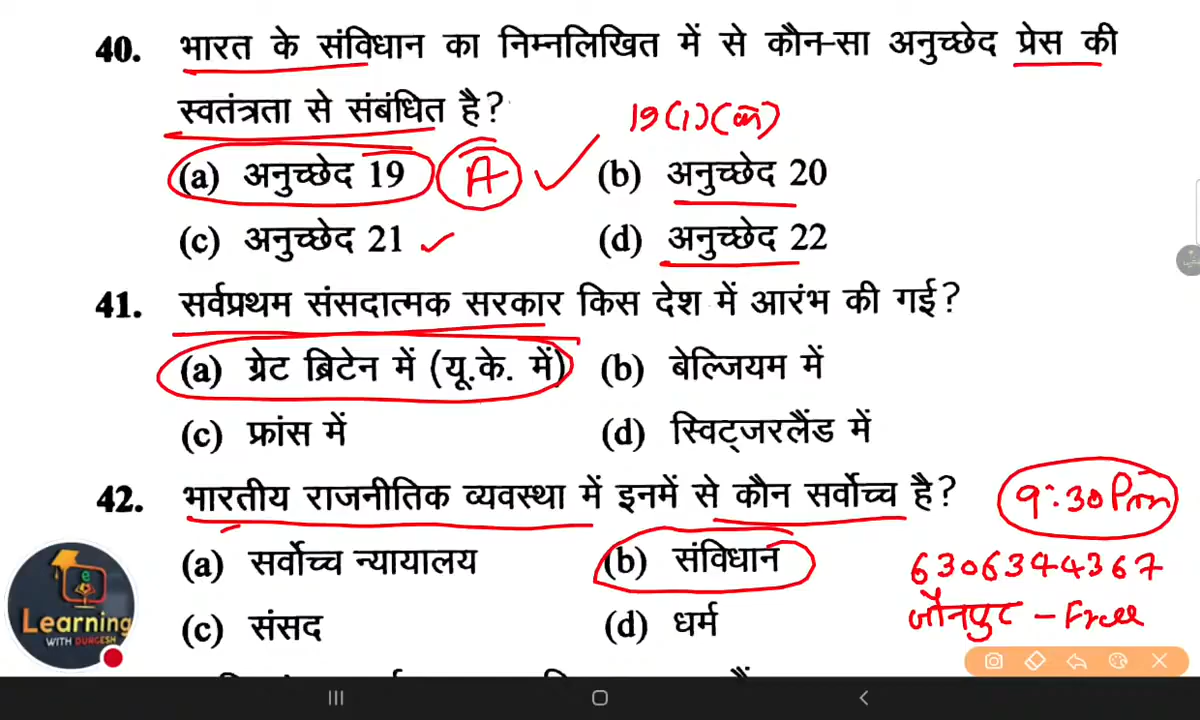 40. भारत के संविधान का निम्नलिखित में से कौन-सा अनुच्छेद प्रेस की
स्वतंत्रता से संबंधित है?
19(1)(क)
(a) अनुच्छेद 19 A (b) अनुच्छेद 20
(c) अनुच्छेद 21 (d) अनुच्छेद 22
41. सर्वप्रथम संसदात्मक सरकार किस देश में आरंभ की गई?
(a) ग्रेट ब्रिटेन में (यू.के. में) (b) बेल्जियम में
(c) फ्रांस में (d) स्विट्जरलैंड में
42. भारतीय राजनीतिक व्यवस्था में इनमें से कौन सर्वोच्च है?
9:30 Pm
(a) सर्वोच्च न्यायालय (b) संविधान
6306344367
(c) संसद (d) धर्म
जौनपुर - Free
e
Learning
WITH DURGESH